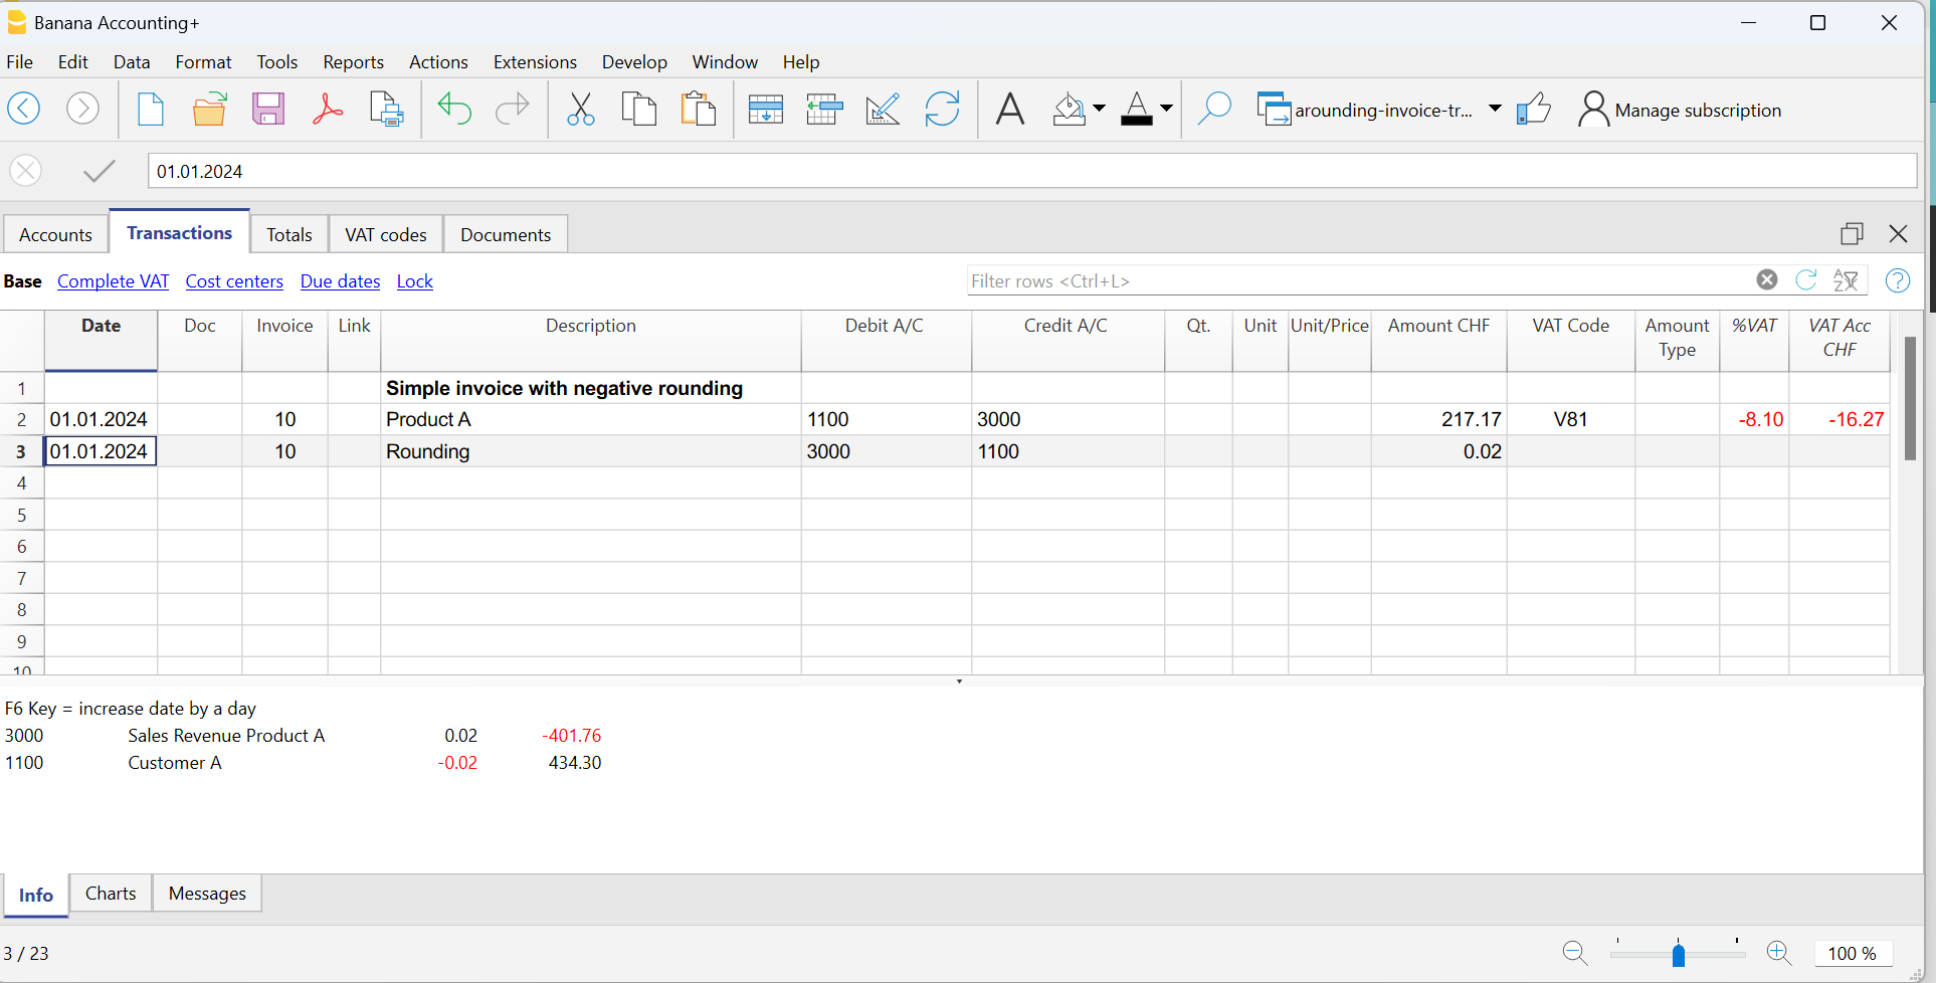 Banana Accounting+
File Edit Data Format Tools Reports Actions Extensions Develop Window Help
arounding-invoice-tr... Manage subscription
01.01.2024
Accounts Transactions Totals VAT codes Documents
Base Complete VAT Cost centers Due dates Lock Filter rows <Ctrl+L>
Date Doc Invoice Link Description Debit A/C Credit A/C Qt. Unit Unit/Price Amount CHF VAT Code Amount Type %VAT VAT Acc CHF
1 Simple invoice with negative rounding
2 01.01.2024 10 Product A 1100 3000 217.17 V81 -8.10 -16.27
3 01.01.2024 10 Rounding 3000 1100 0.02
4
5
6
7
8
9
10
F6 Key = increase date by a day
3000 Sales Revenue Product A 0.02 -401.76
1100 Customer A -0.02 434.30
Info Charts Messages
3 / 23 100 %